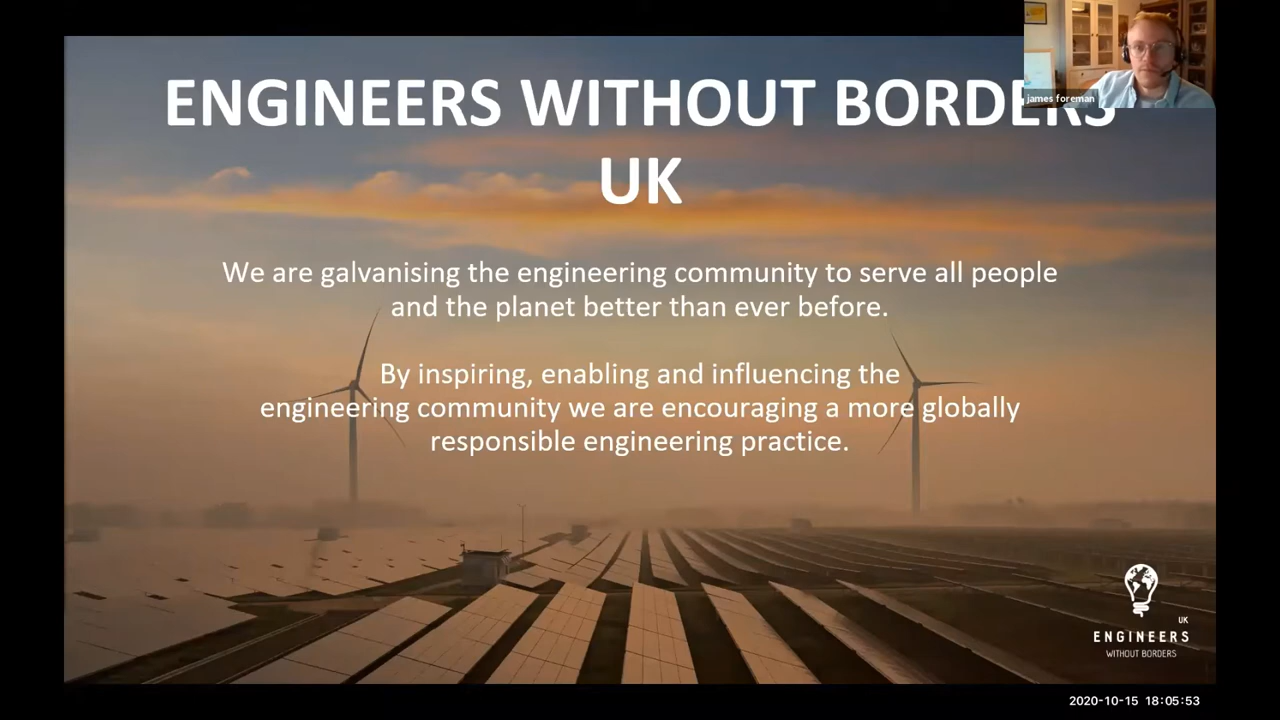 ENGINEERS WITHOUT BORDERS
UK
james foreman
We are galvanising the engineering community to serve all people
and the planet better than ever before.
By inspiring, enabling and influencing the
engineering community we are encouraging a more globally
responsible engineering practice.
UK
ENGINEERS
WITHOUT BORDERS
2020-10-15 18:05:53